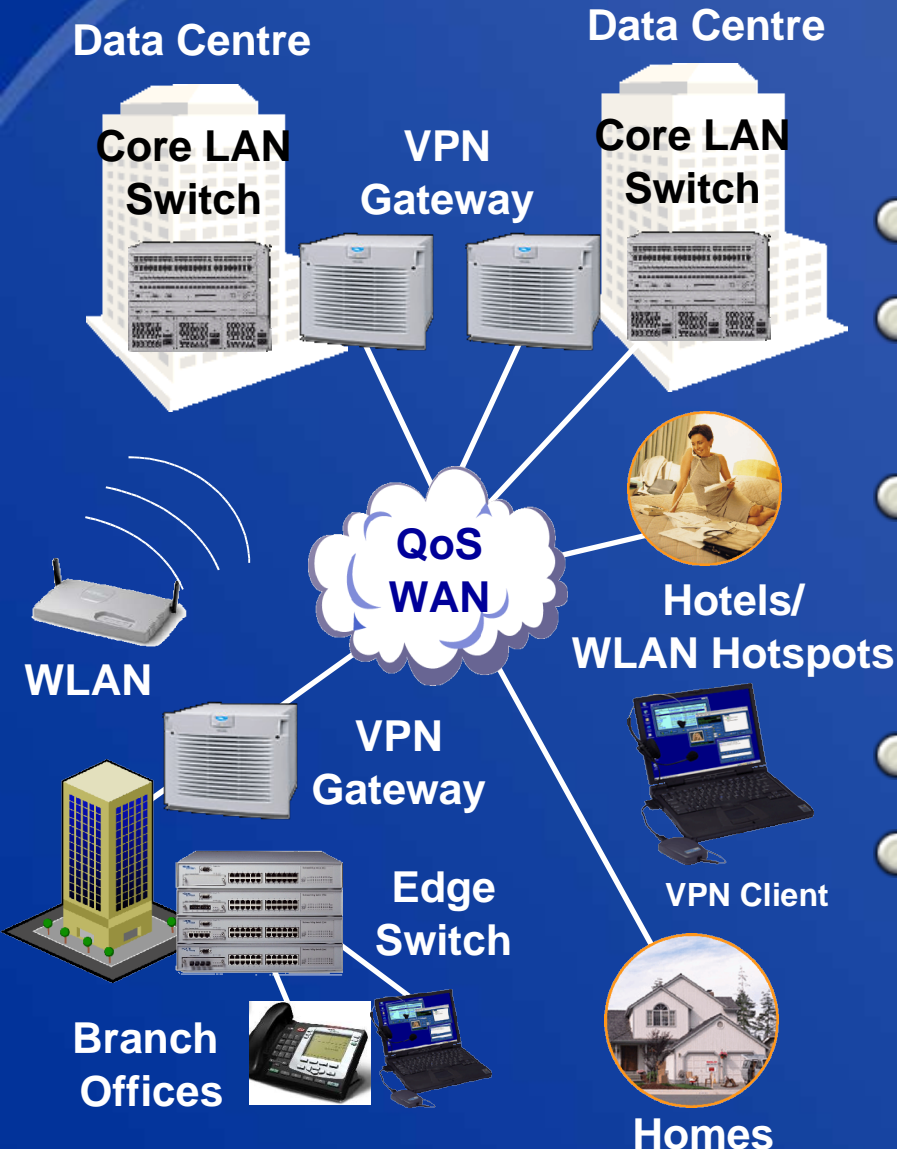 Data Centre
Data Centre
Core LAN
Switch
VPN
Gateway
Core LAN
Switch
QoS
WAN
Hotels/
WLAN Hotspots
WLAN
VPN
Gateway
VPN Client
Edge
Switch
Branch
Offices
Homes